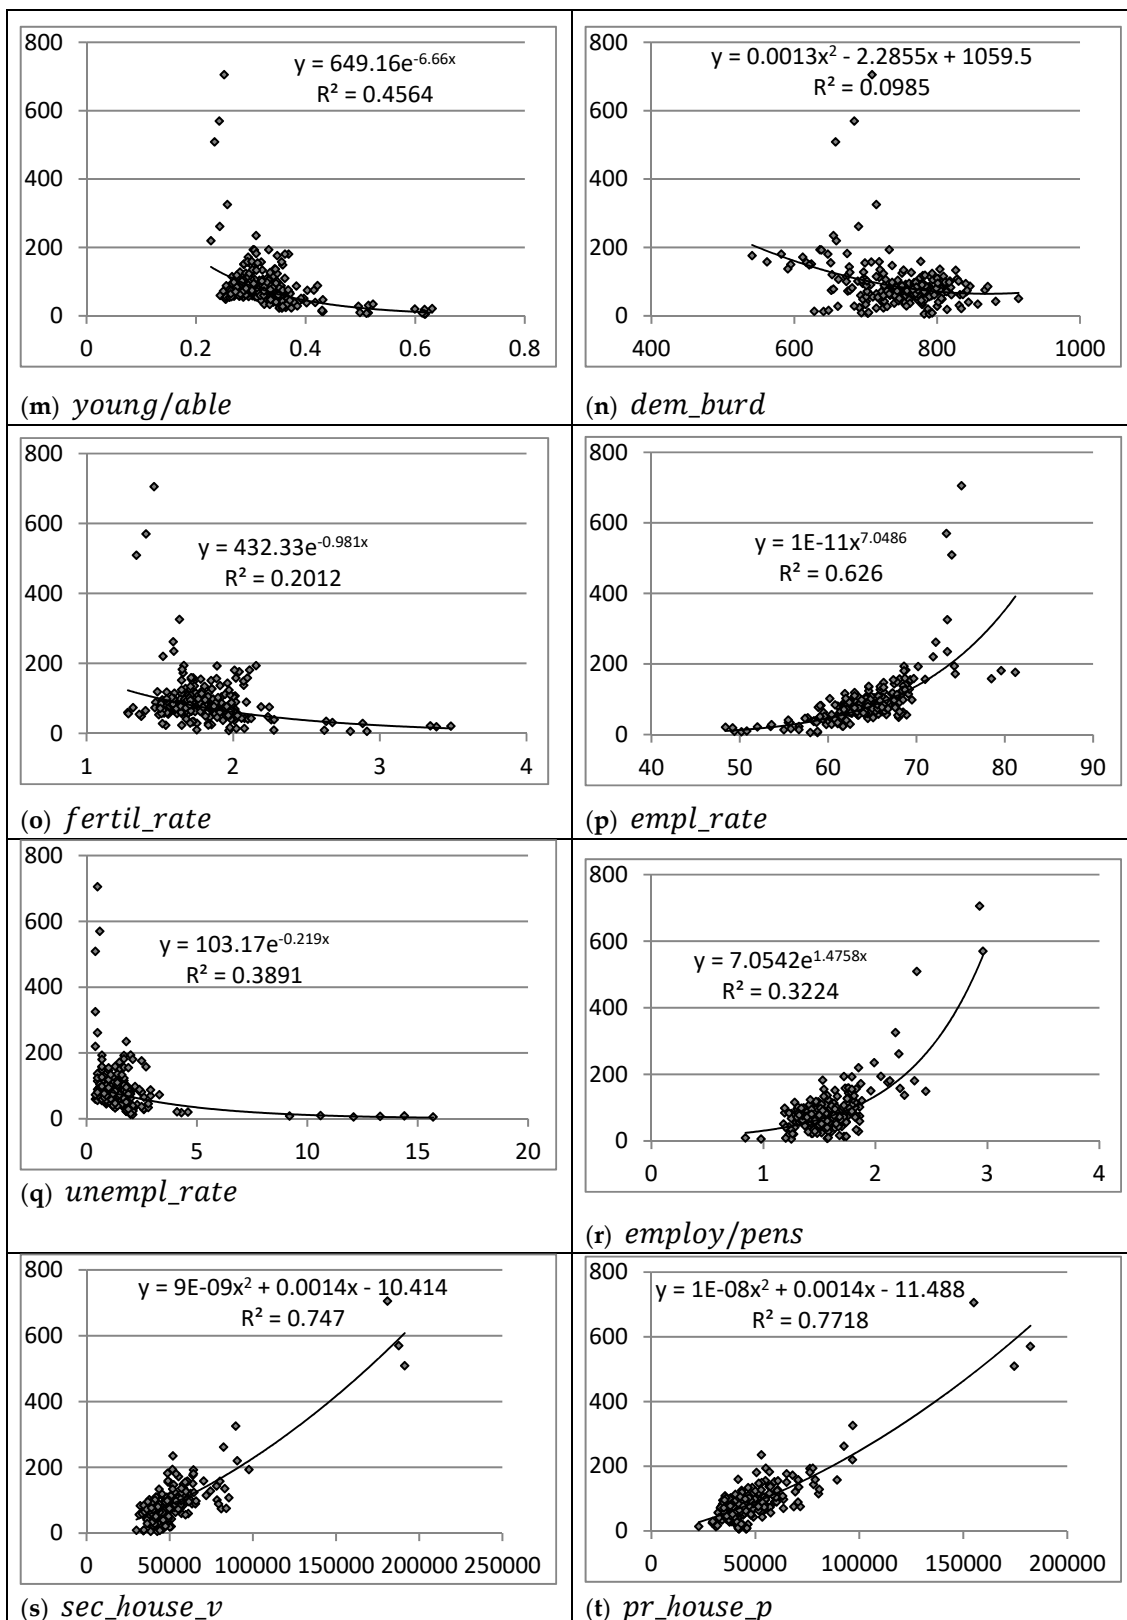 800
600
400
200
0
0 0.2 0.4 0.6 0.8
y = 649.16e^-6.66x
R² = 0.4564
(m) young/able
800
600
400
200
0
400 600 800 1000
y = 0.0013x² - 2.2855x + 1059.5
R² = 0.0985
(n) dem_burd
800
600
400
200
0
1 2 3 4
y = 432.33e^-0.981x
R² = 0.2012
(o) fertil_rate
800
600
400
200
0
40 50 60 70 80 90
y = 1E-11x^7.0486
R² = 0.626
(p) empl_rate
800
600
400
200
0
0 5 10 15 20
y = 103.17e^-0.219x
R² = 0.3891
(q) unempl_rate
800
600
400
200
0
0 1 2 3 4
y = 7.0542e^1.4758x
R² = 0.3224
(r) employ/pens
800
600
400
200
0
0 50000 100000 150000 200000 250000
y = 9E-09x² + 0.0014x - 10.414
R² = 0.747
(s) sec_house_v
800
600
400
200
0
0 50000 100000 150000 200000
y = 1E-08x² + 0.0014x - 11.488
R² = 0.7718
(t) pr_house_p